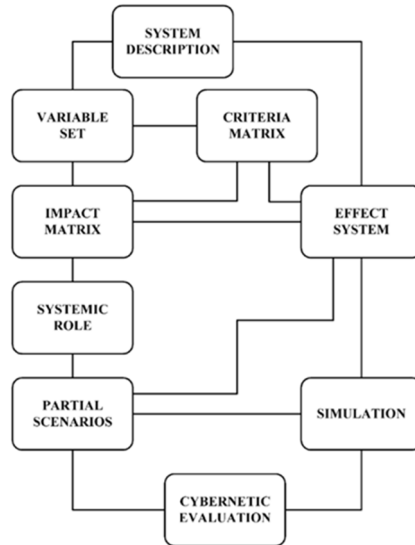 SYSTEM
DESCRIPTION
VARIABLE
SET
CRITERIA
MATRIX
IMPACT
MATRIX
EFFECT
SYSTEM
SYSTEMIC
ROLE
PARTIAL
SCENARIOS
SIMULATION
CYBERNETIC
EVALUATION